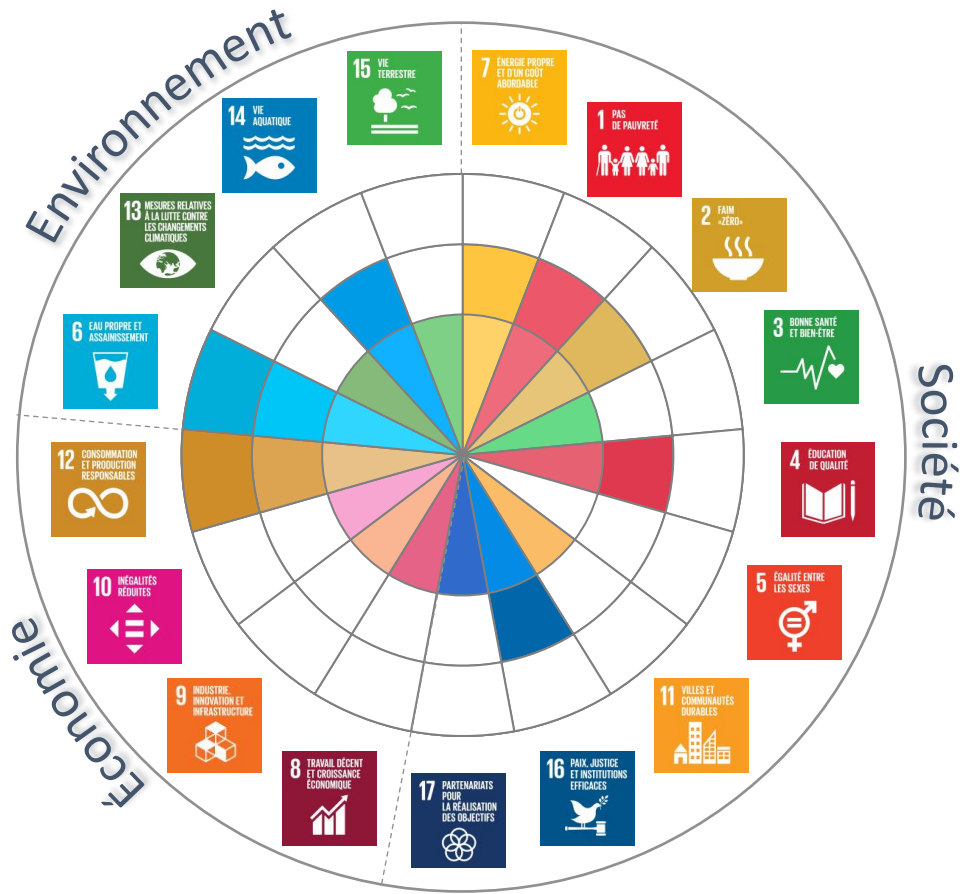 Environnement
15 VIE
TERRESTRE
7 ÉNERGIE PROPRE
ET D'UN COÛT
ABORDABLE
14 VIE
AQUATIQUE
1 PAS
DE PAUVRETÉ
13 MESURES RELATIVES
À LA LUTTE CONTRE
LES CHANGEMENTS
CLIMATIQUES
2 FAIM
«ZÉRO»
6 EAU PROPRE ET
ASSAINISSEMENT
3 BONNE SANTÉ
ET BIEN-ÊTRE
Société
12 CONSOMMATION
ET PRODUCTION
RESPONSABLES
4 ÉDUCATION
DE QUALITÉ
10 INÉGALITÉS
RÉDUITES
5 ÉGALITÉ ENTRE
LES SEXES
Économie
9 INDUSTRIE,
INNOVATION ET
INFRASTRUCTURE
11 VILLES ET
COMMUNAUTÉS
DURABLES
8 TRAVAIL DÉCENT
ET CROISSANCE
ÉCONOMIQUE
17 PARTENARIATS
POUR
LA RÉALISATION
DES OBJECTIFS
16 PAIX, JUSTICE
ET INSTITUTIONS
EFFICACES